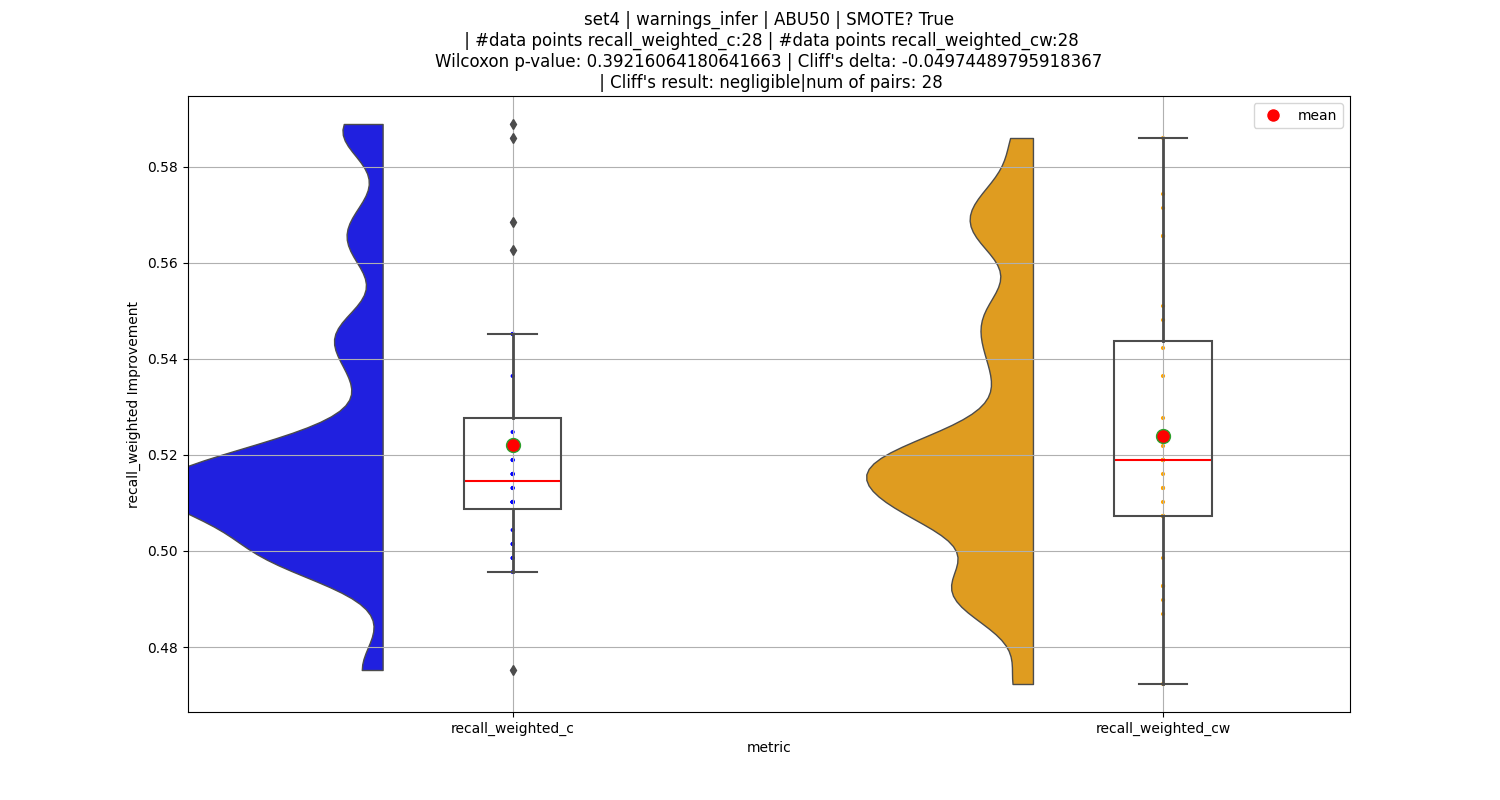 set4 | warnings_infer | ABU50 | SMOTE? True
| #data points recall_weighted_c:28 | #data points recall_weighted_cw:28
Wilcoxon p-value: 0.39216064180641663 | Cliff's delta: -0.04974489795918367
| Cliff's result: negligible|num of pairs: 28
mean
0.58
0.56
0.54
0.52
0.50
0.48
recall_weighted Improvement
recall_weighted_c
recall_weighted_cw
metric